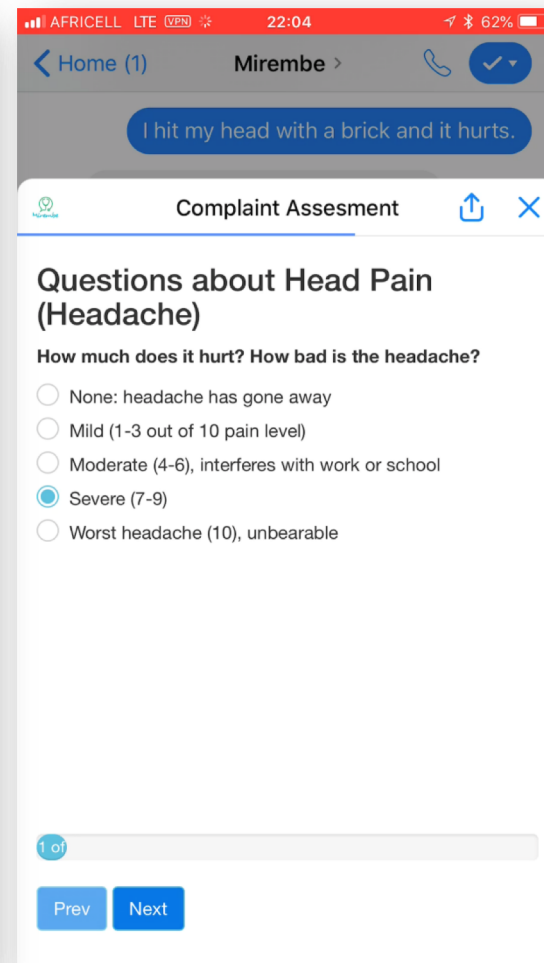 AFRICELL LTE VPN 22:04 62%
Home (1) Mirembe
I hit my head with a brick and it hurts.
Mirembe Complaint Assesment
Questions about Head Pain
(Headache)
How much does it hurt? How bad is the headache?
None: headache has gone away
Mild (1-3 out of 10 pain level)
Moderate (4-6), interferes with work or school
Severe (7-9)
Worst headache (10), unbearable
1 of
Prev Next